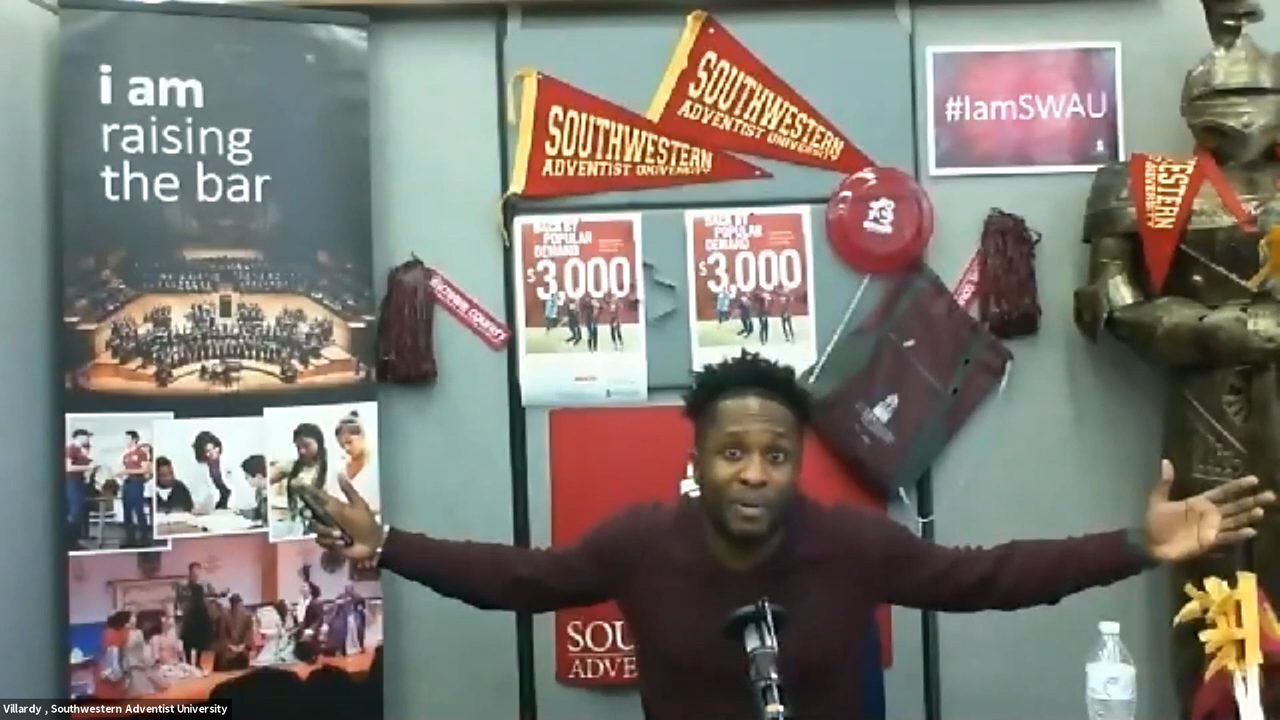 i am
raising
the bar
SOUTHWESTERN
ADVENTIST UNIVERSITY
SOUTHWESTERN
ADVENTIST UNIVERSITY
#IamSWAU
BACK BY
POPULAR
DEMAND
$3,000
BACK BY
POPULAR
DEMAND
$3,000
SOU
ADVE
Villardy , Southwestern Adventist University